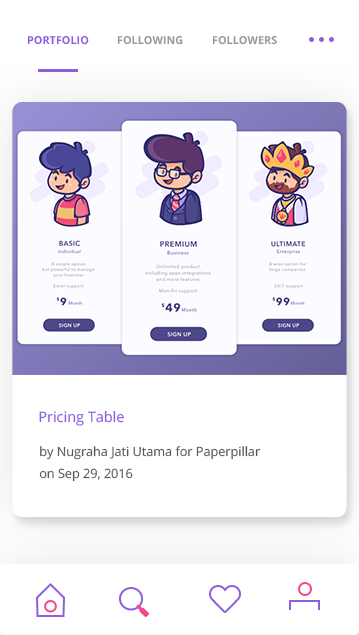 PORTFOLIO FOLLOWING FOLLOWERS
BASIC
Individual
A simple option
but powerful to manage
your business
Email support
$9 Month
SIGN UP
PREMIUM
Business
Unlimited product
including apps integrations
and more features
Mon-Fri support
$49 Month
SIGN UP
ULTIMATE
Enterprise
A wise option for
large companies
24/7 support
$99 Month
SIGN UP
Pricing Table
by Nugraha Jati Utama for Paperpillar
on Sep 29, 2016